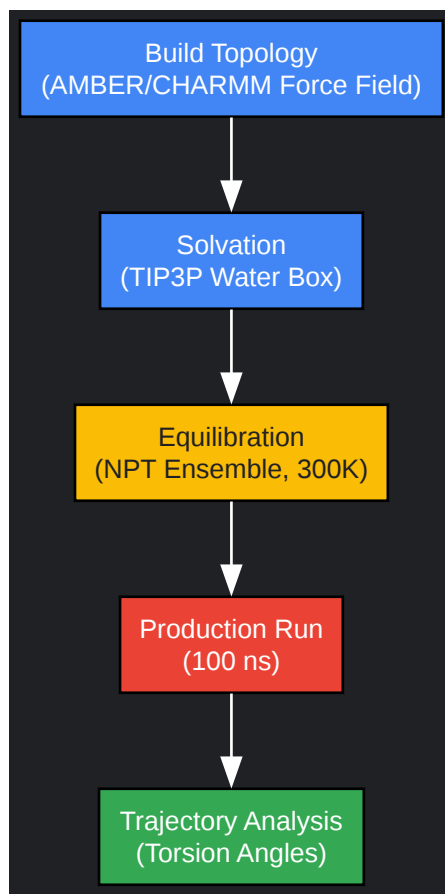 Build Topology
(AMBER/CHARMM Force Field)
Solvation
(TIP3P Water Box)
Equilibration
(NPT Ensemble, 300K)
Production Run
(100 ns)
Trajectory Analysis
(Torsion Angles)